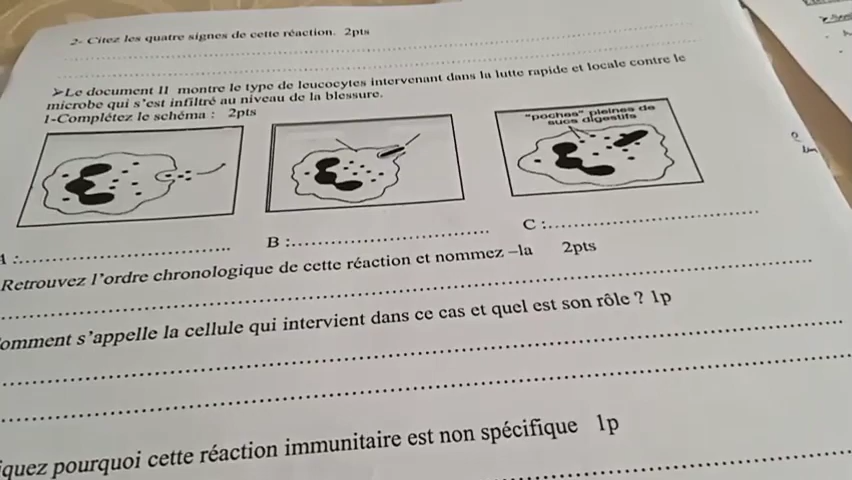 2- Citez les quatre signes de cette réaction. 2pts
➢Le document II montre le type de leucocytes intervenant dans la lutte rapide et locale contre le
microbe qui s'est infiltré au niveau de la blessure.
1-Complétez le schéma : 2pts
"poches" pleines de
sucs digestifs
A :
B :
C :
Retrouvez l'ordre chronologique de cette réaction et nommez –la 2pts
omment s'appelle la cellule qui intervient dans ce cas et quel est son rôle ? 1p
iquez pourquoi cette réaction immunitaire est non spécifique 1p